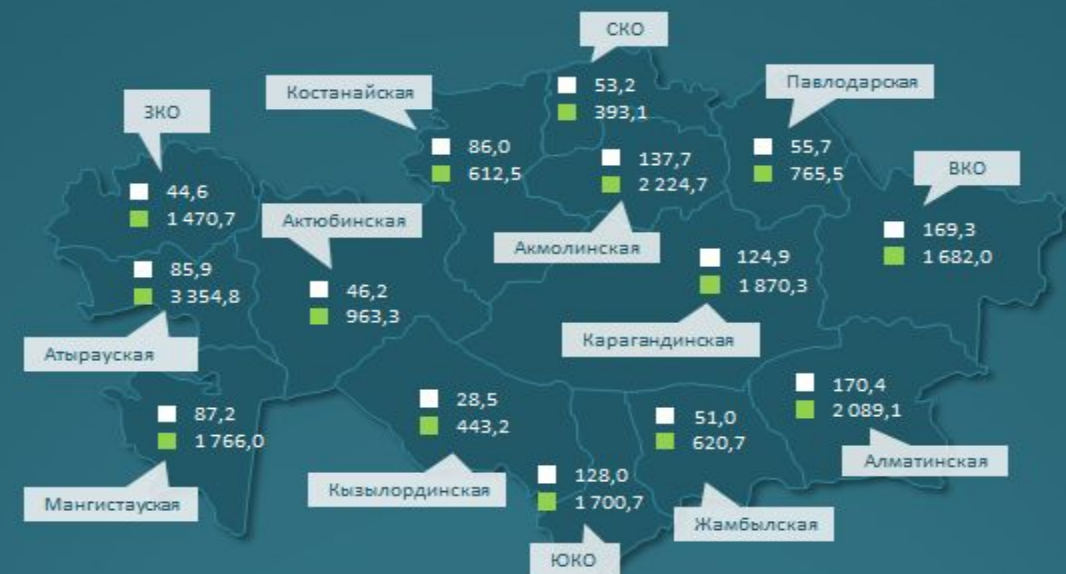 СКО
53,2
393,1
Костанайская
86,0
612,5
Павлодарская
55,7
765,5
ЗКО
44,6
1 470,7
137,7
2 224,7
Акмолинская
ВКО
169,3
1 682,0
Актюбинская
46,2
963,3
85,9
3 354,8
Атырауская
124,9
1 870,3
Карагандинская
170,4
2 089,1
Алматинская
87,2
1 766,0
Мангистауская
28,5
443,2
Кызылординская
51,0
620,7
Жамбылская
128,0
1 700,7
ЮКО